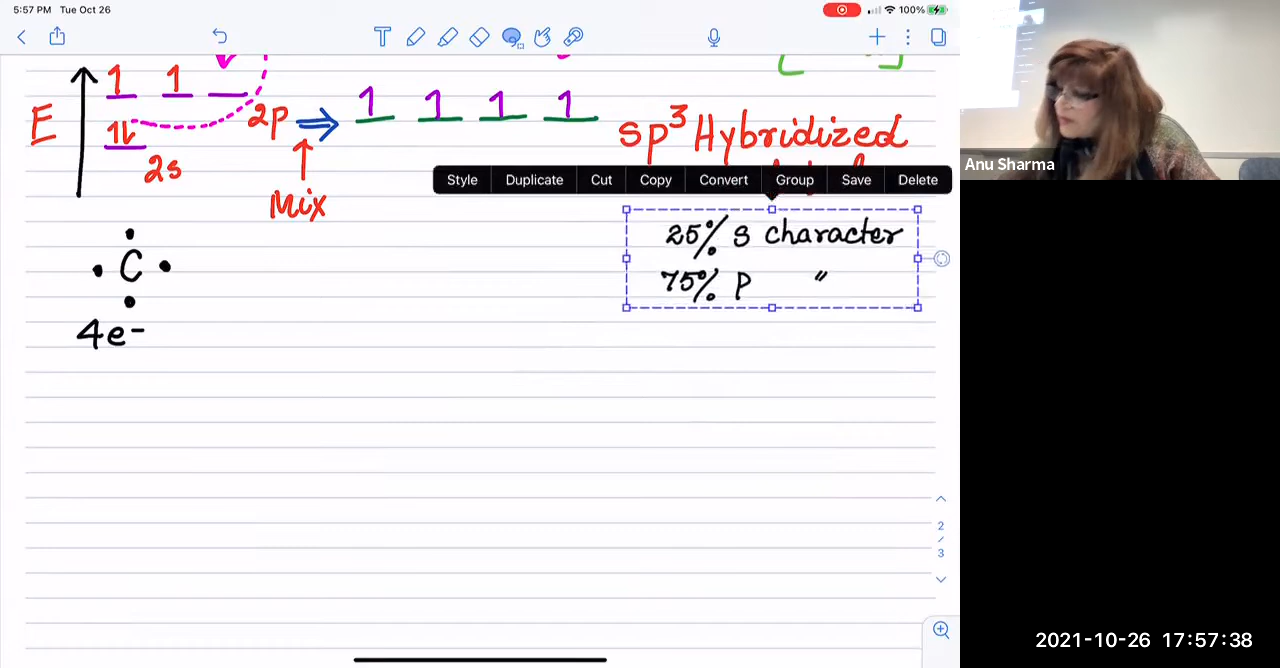 5:57 PM Tue Oct 26
100%
1 1
E
1L
2s
2P ⇒
Mix
1 1 1 1
sp³ Hybridized
Style Duplicate Cut Copy Convert Group Save Delete
25% s character
75% p "
C
4e-
2
/
3
Anu Sharma
2021-10-26 17:57:38